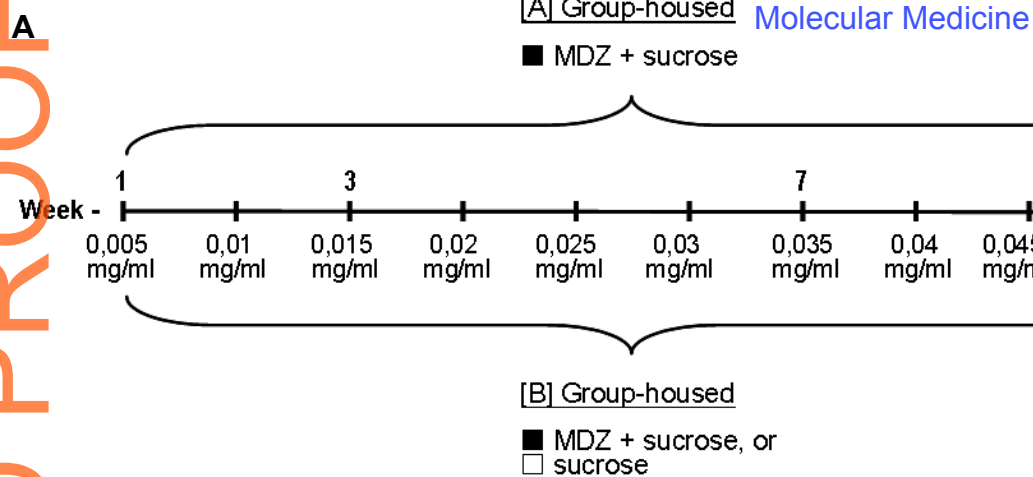 A
[A] Group-housed
Molecular Medicine
■ MDZ + sucrose
1 3 7
Week -
0,005 0,01 0,015 0,02 0,025 0,03 0,035 0,04
mg/ml mg/ml mg/ml mg/ml mg/ml mg/ml mg/ml mg/ml
[B] Group-housed
■ MDZ + sucrose, or
□ sucrose